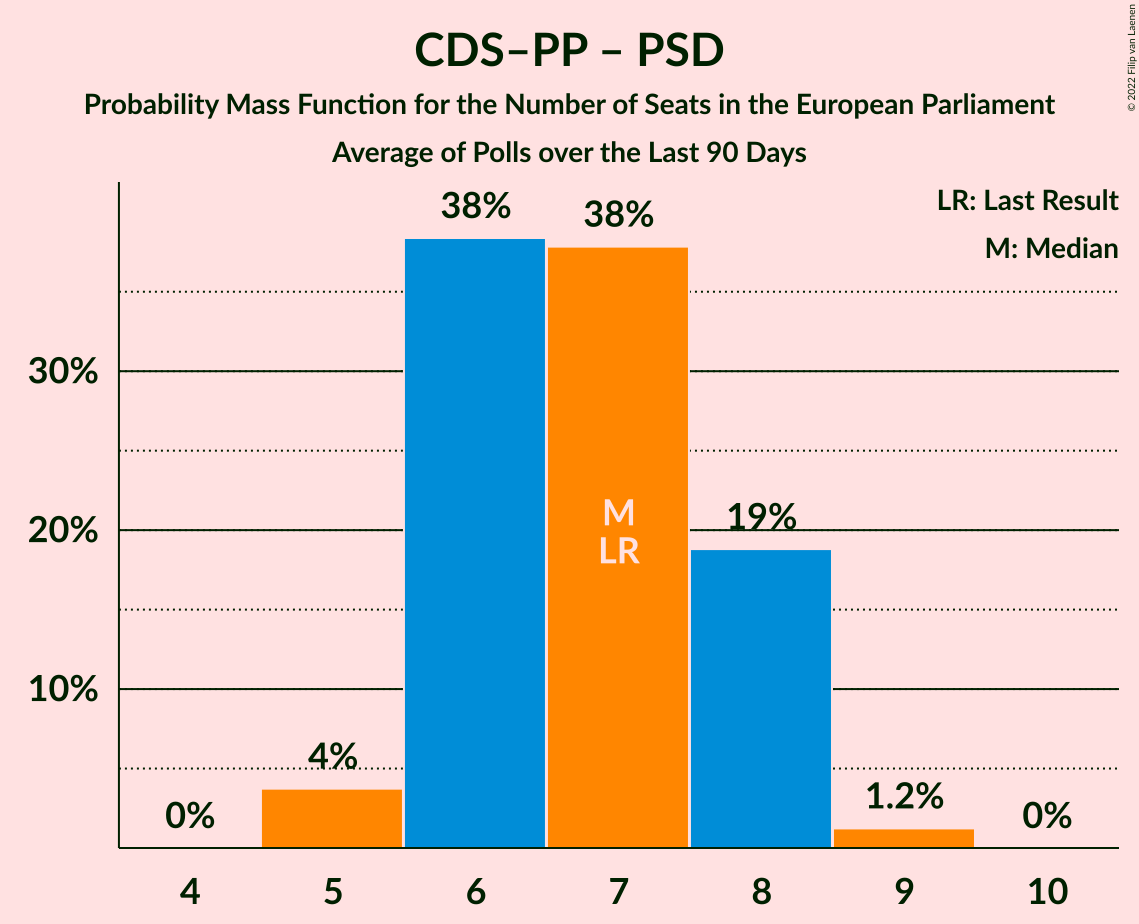 CDS–PP – PSD
Probability Mass Function for the Number of Seats in the European Parliament
Average of Polls over the Last 90 Days
© 2022 Filip van Laenen
LR: Last Result
M: Median
38%
38%
30%
M
LR
19%
20%
10%
4%
0%
1.2%
0%
4
5
6
7
8
9
10